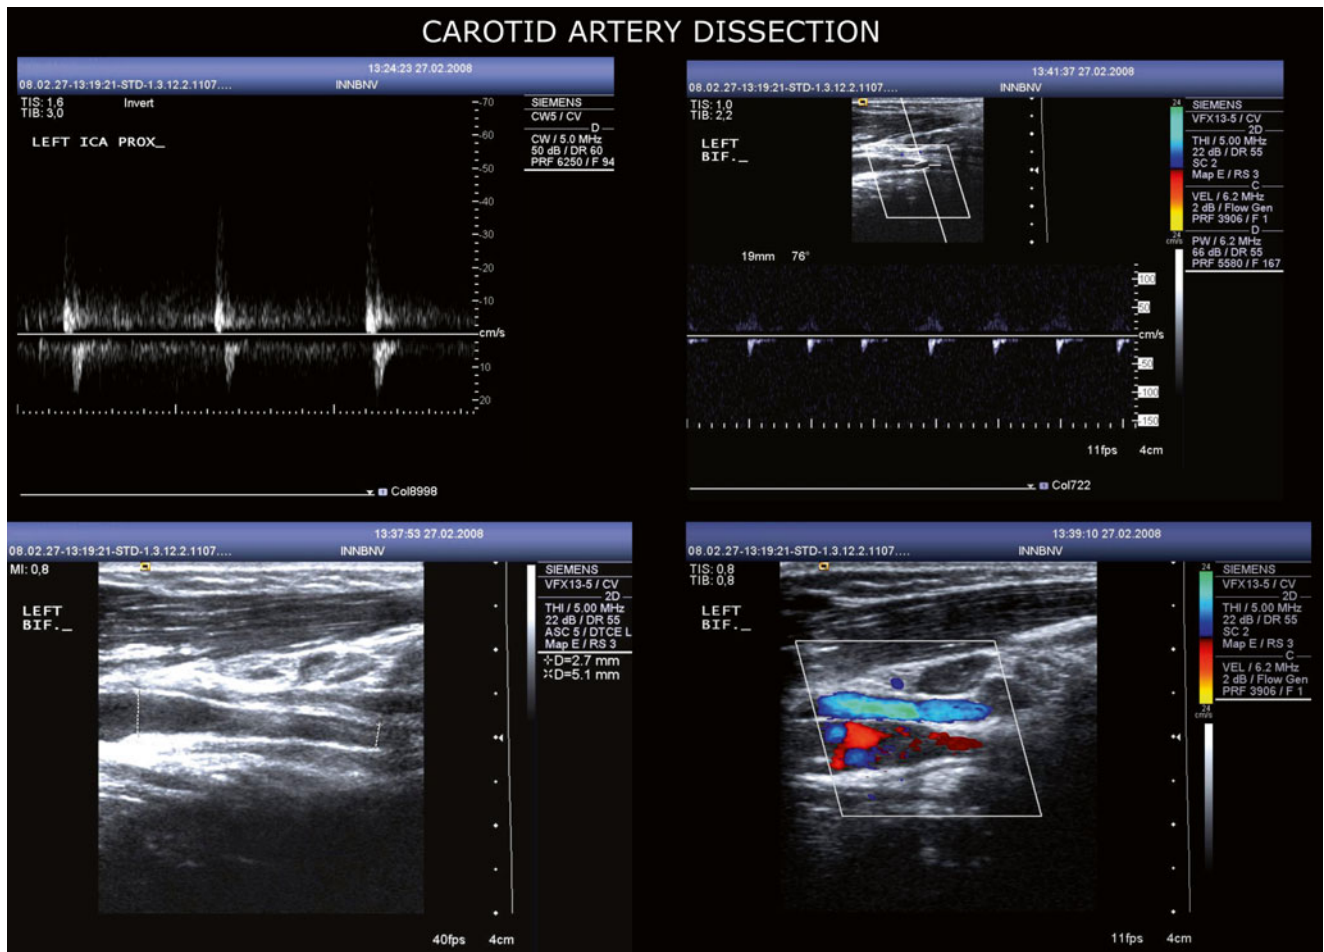 CAROTID ARTERY DISSECTION
13:24:23 27.02.2008
08.02.27-13:19:21-STD-1.3.12.2.1107....
INNBNV
TIS: 1,6
Invert
TIB: 3,0
LEFT ICA PROX_
SIEMENS
CW5 / CV
D
CW / 5.0 MHz
50 dB / DR 60
PRF 6250 / F 94
-70
-60
-50
-40
-30
-20
-10
cm/s
10
20
Col8998
13:41:37 27.02.2008
08.02.27-13:19:21-STD-1.3.12.2.1107....
INNBNV
TIS: 1,0
TIB: 2,2
LEFT
BIF._
24
24
cm/s
SIEMENS
VFX13-5 / CV
2D
THI / 5.00 MHz
22 dB / DR 55
SC 2
Map E / RS 3
C
VEL / 6.2 MHz
2 dB / Flow Gen
PRF 3906 / F 1
D
PW / 6.2 MHz
66 dB / DR 55
PRF 5580 / F 167
19mm 76°
100
50
cm/s
-50
-100
-150
11fps 4cm
Col722
13:37:53 27.02.2008
08.02.27-13:19:21-STD-1.3.12.2.1107....
INNBNV
MI: 0,8
LEFT
BIF._
SIEMENS
VFX13-5 / CV
2D
THI / 5.00 MHz
22 dB / DR 55
ASC 5 / DTCE L
Map E / RS 3
D=2.7 mm
D=5.1 mm
40fps 4cm
13:39:10 27.02.2008
08.02.27-13:19:21-STD-1.3.12.2.1107....
INNBNV
TIS: 0,8
TIB: 0,8
LEFT
BIF._
24
24
cm/s
SIEMENS
VFX13-5 / CV
2D
THI / 5.00 MHz
22 dB / DR 55
SC 2
Map E / RS 3
C
VEL / 6.2 MHz
2 dB / Flow Gen
PRF 3906 / F 1
11fps 4cm